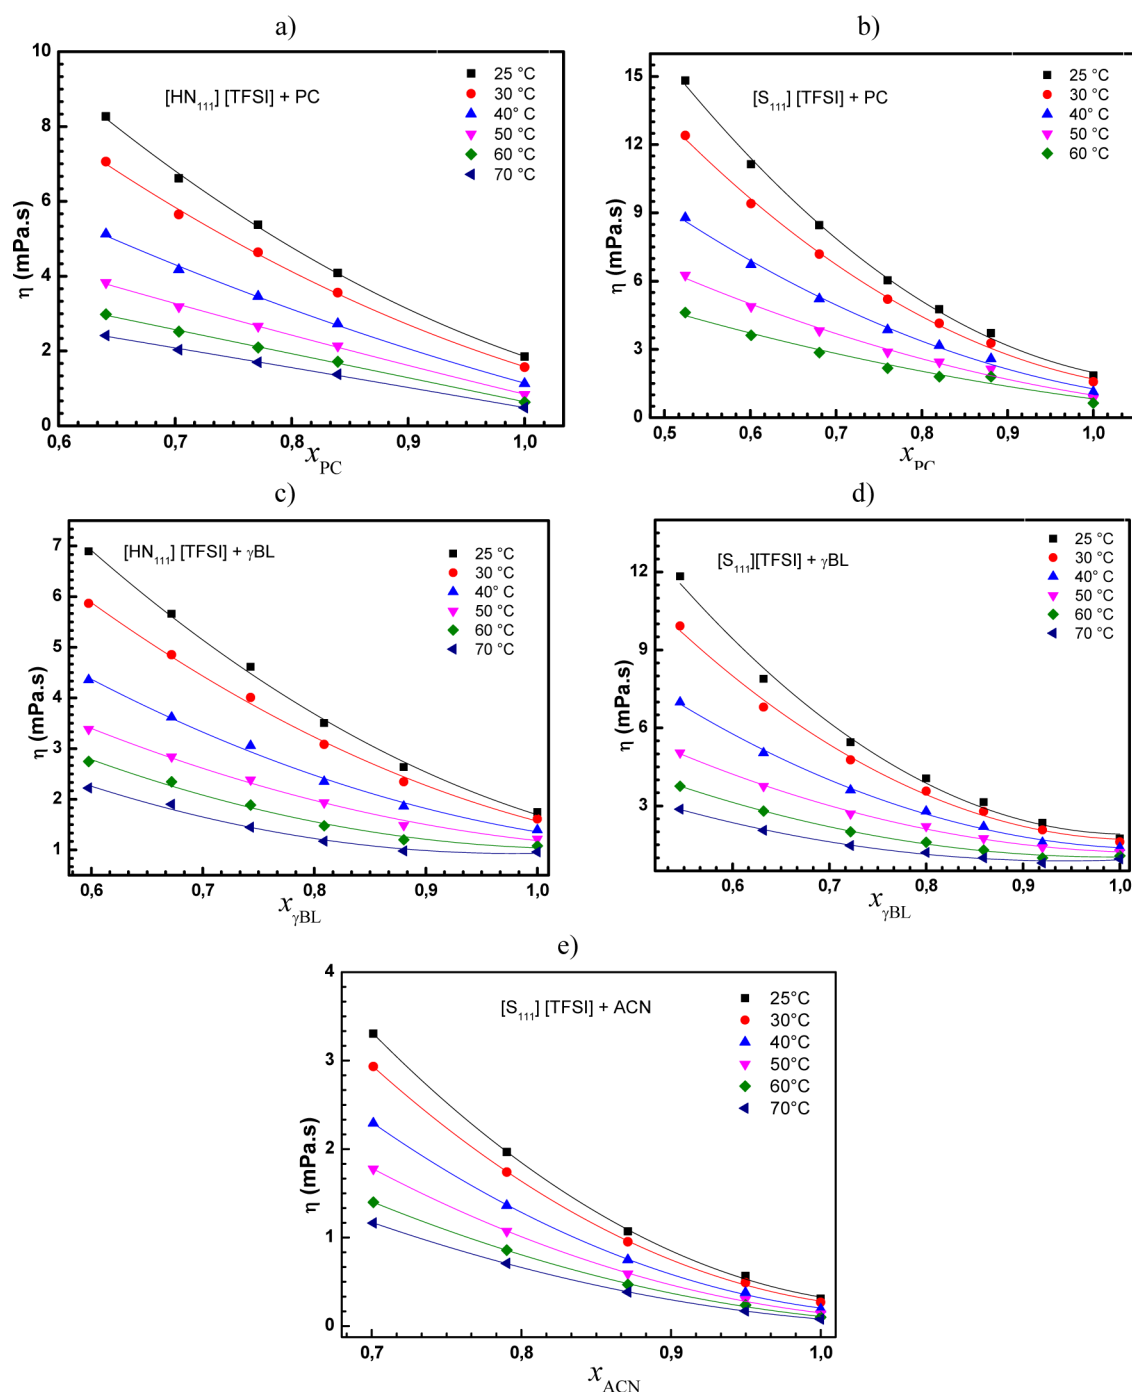 a)
[HN111] [TFSI] + PC
25 °C
30 °C
40° C
50 °C
60 °C
70 °C
η (mPa.s)
10
8
6
4
2
0
0,6
0,7
0,8
0,9
1,0
xPC
b)
[S111] [TFSI] + PC
25 °C
30 °C
40 °C
50 °C
60 °C
η (mPa.s)
15
12
9
6
3
0
0,5
0,6
0,7
0,8
0,9
1,0
xPC
c)
[HN111] [TFSI] + γBL
25 °C
30 °C
40° C
50 °C
60 °C
70 °C
η (mPa.s)
7
6
5
4
3
2
1
0,6
0,7
0,8
0,9
1,0
xγBL
d)
[S111][TFSI] + γBL
25 °C
30 °C
40° C
50 °C
60 °C
70 °C
η (mPa.s)
12
9
6
3
0,6
0,7
0,8
0,9
1,0
xγBL
e)
[S111] [TFSI] + ACN
25°C
30°C
40°C
50°C
60°C
70°C
η (mPa.s)
4
3
2
1
0
0,7
0,8
0,9
1,0
xACN